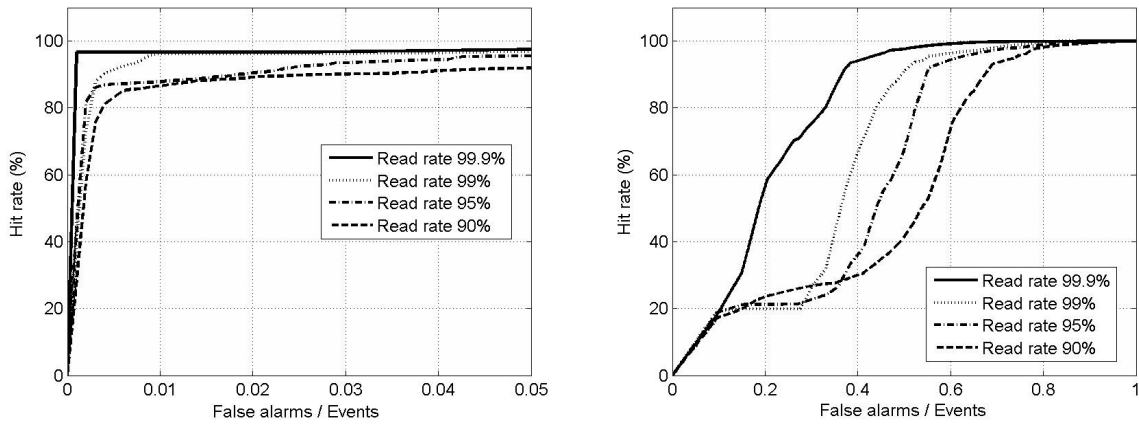 100
80
60
40
20
0
Hit rate (%)
0
0.01
0.02
0.03
0.04
0.05
False alarms / Events
Read rate 99.9%
Read rate 99%
Read rate 95%
Read rate 90%
100
80
60
40
20
0
Hit rate (%)
0
0.2
0.4
0.6
0.8
1
False alarms / Events
Read rate 99.9%
Read rate 99%
Read rate 95%
Read rate 90%